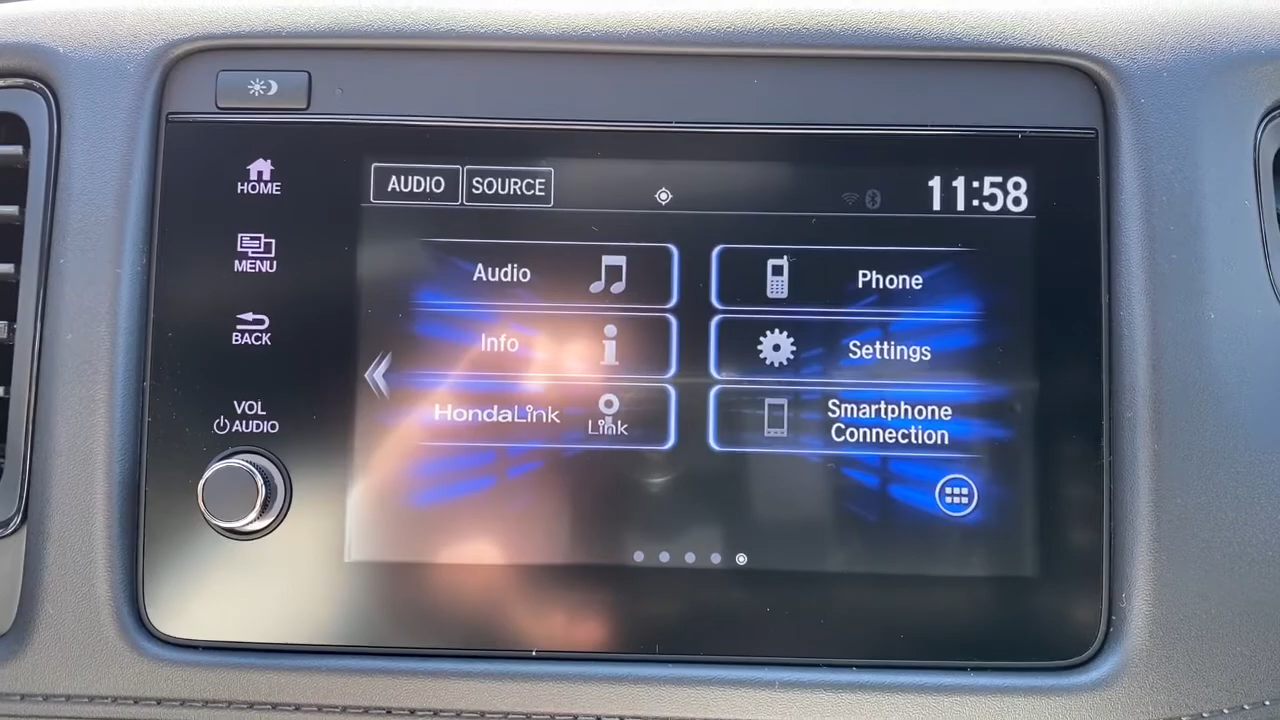 HOME
MENU
BACK
VOL
AUDIO
AUDIO SOURCE 11:58
Audio Phone
Info Settings
HondaLink Link Smartphone
Connection